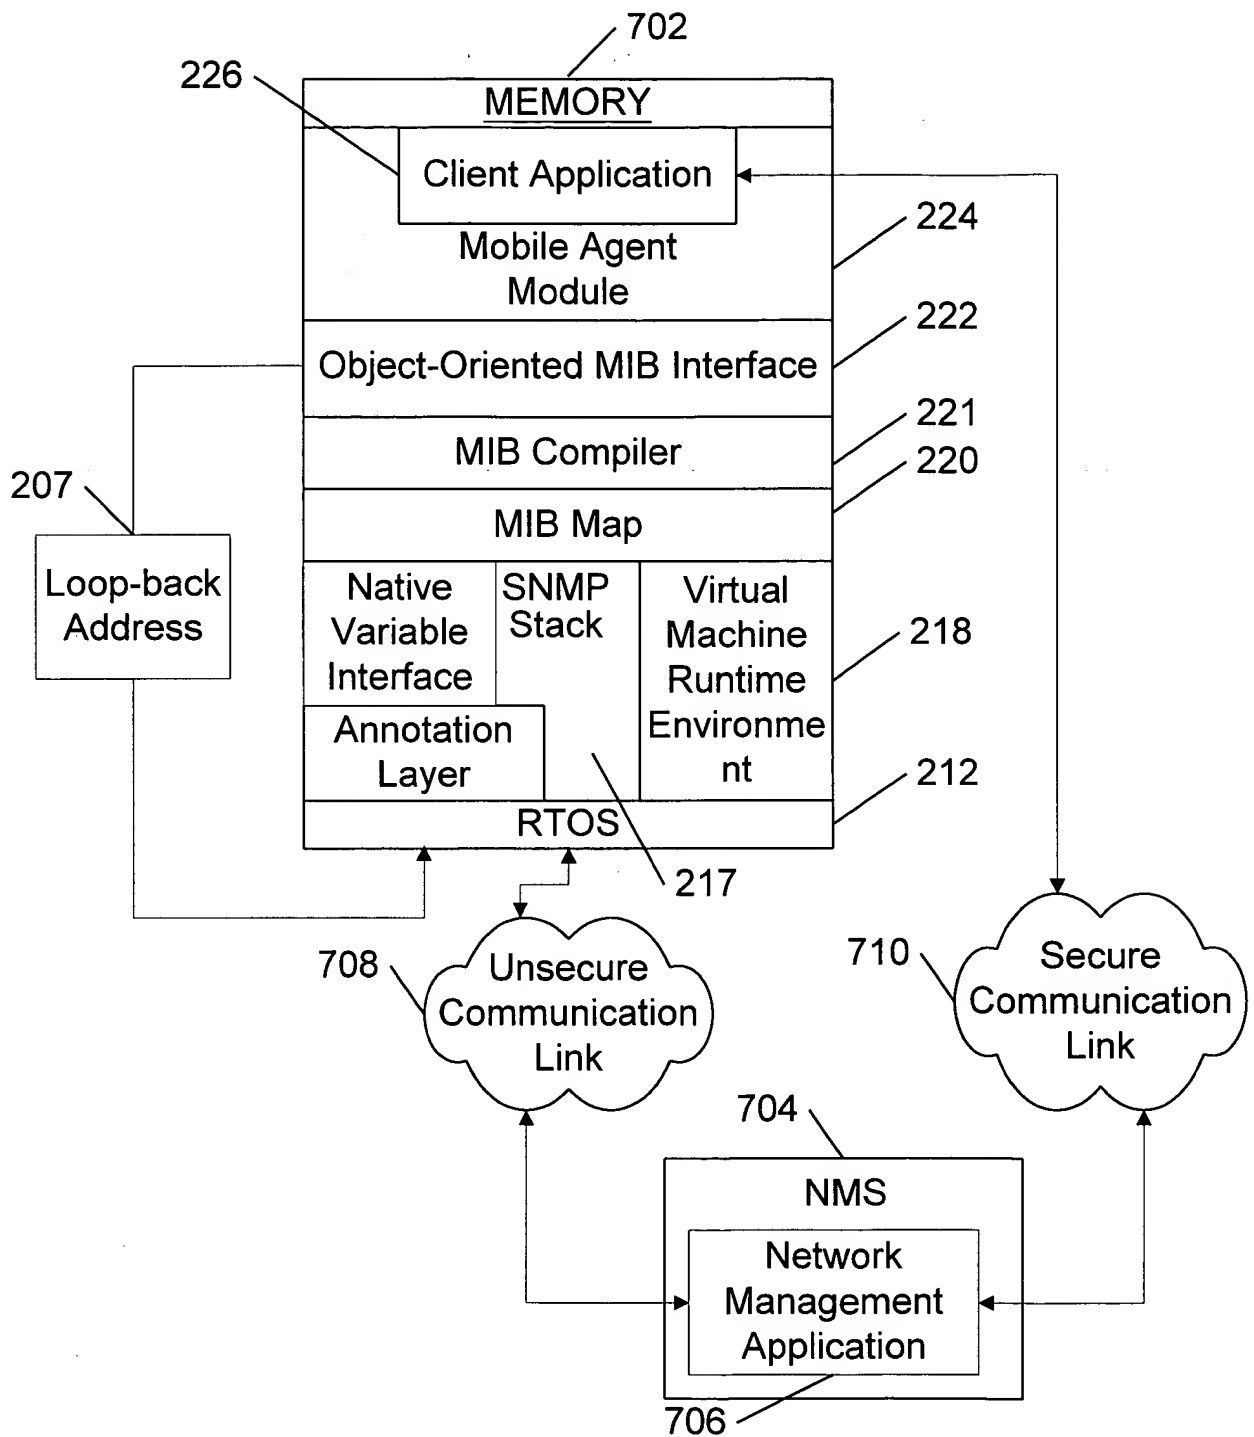 702
226
MEMORY
Client Application
224
Mobile Agent
Module
222
Object-Oriented MIB Interface
221
MIB Compiler
220
207
MIB Map
Loop-back
Address
Native
Variable
Interface
SNMP
Stack
Virtual
Machine
Runtime
Environme
nt
218
Annotation
Layer
212
RTOS
217
708
Unsecure
Communication
Link
710
Secure
Communication
Link
704
NMS
Network
Management
Application
706